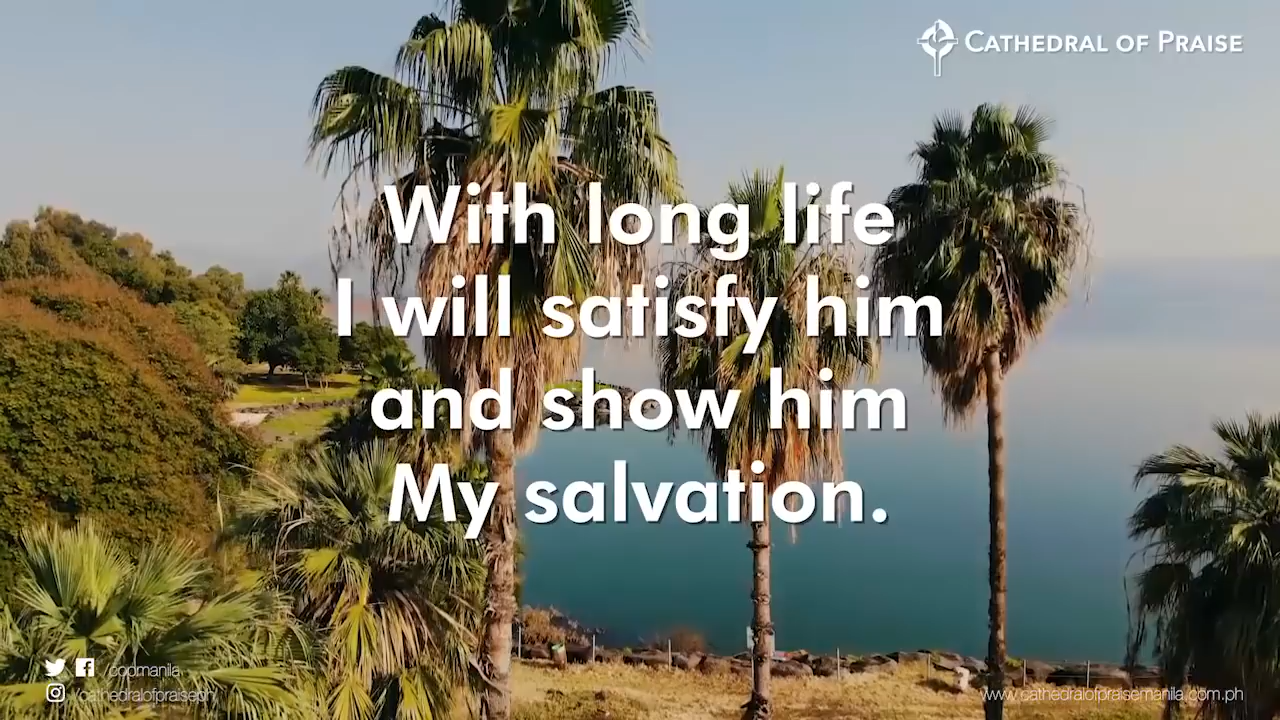 CATHEDRAL OF PRAISE
With long life
I will satisfy him
and show him
My salvation.
/copmanila
/cathedralofpraiseph
www.cathedralofpraisemanila.com.ph